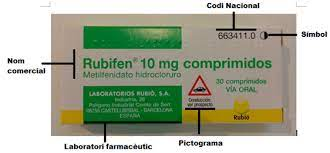 Codi Nacional
663411.0
Símbol
Nom
comercial
Rubifen® 10 mg comprimidos
Metilfenidato hidrocloruro
LABORATORIOS RUBIÓ, S.A.
Industria, 29
Polígono Industrial Comte de Sert
08755 CASTELLBISBAL - BARCELONA
ESPAÑA
Conducción:
ver prospecto
30 comprimidos
VÍA ORAL
Rubió
Laboratori farmacèutic
Pictograma